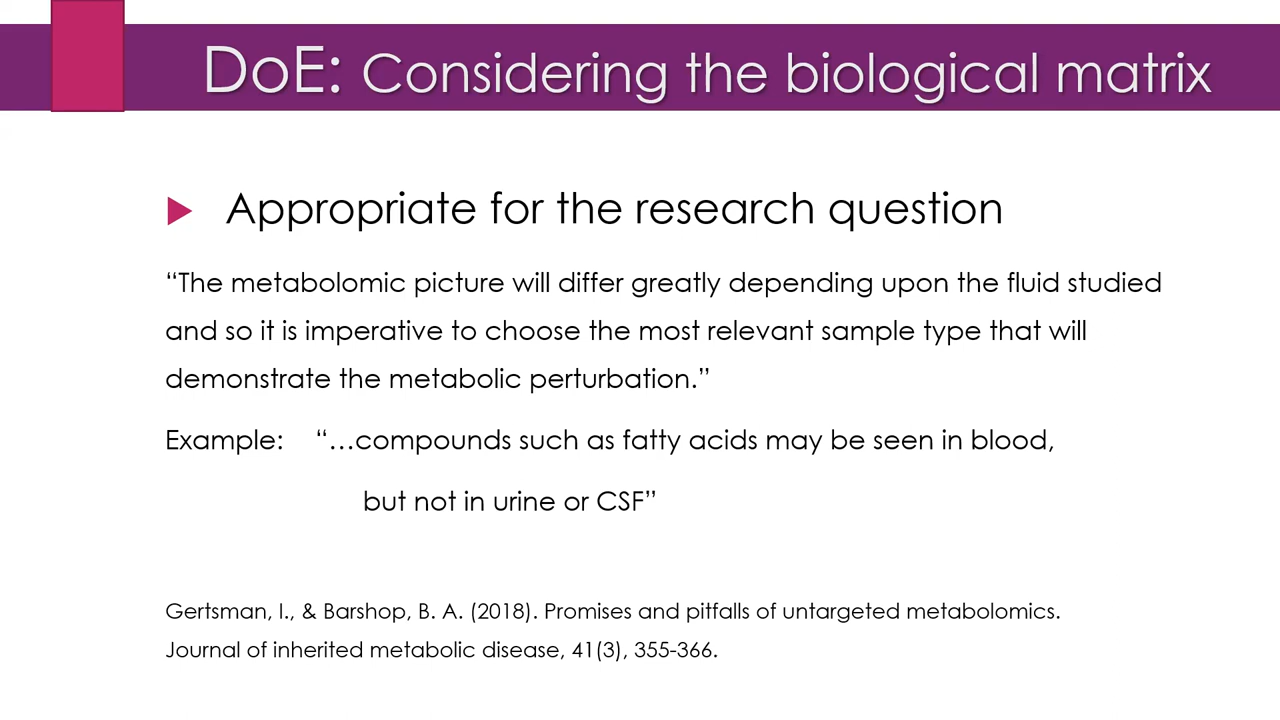 DoE: Considering the biological matrix
Appropriate for the research question
“The metabolomic picture will differ greatly depending upon the fluid studied
and so it is imperative to choose the most relevant sample type that will
demonstrate the metabolic perturbation.”
Example: “…compounds such as fatty acids may be seen in blood,
but not in urine or CSF”
Gertsman, I., & Barshop, B. A. (2018). Promises and pitfalls of untargeted metabolomics.
Journal of inherited metabolic disease, 41(3), 355-366.